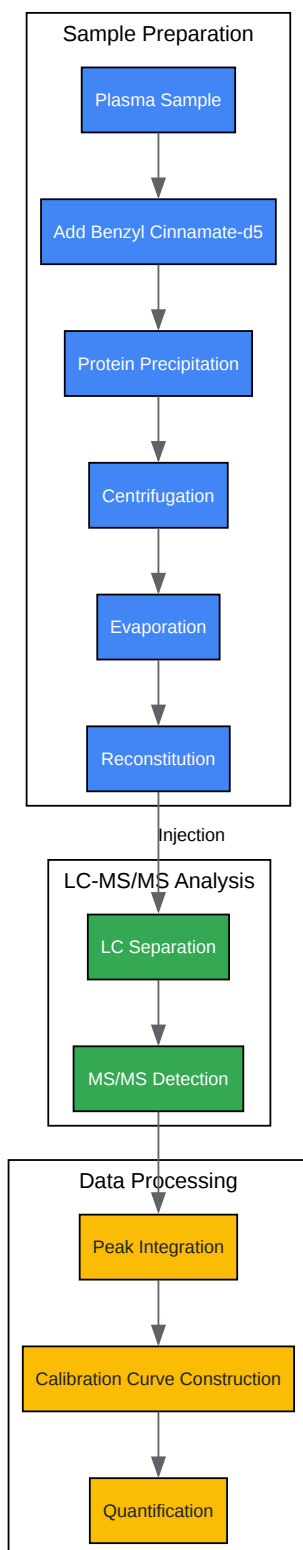 Sample Preparation
Plasma Sample
Add Benzyl Cinnamate-d5
Protein Precipitation
Centrifugation
Evaporation
Reconstitution
Injection
LC-MS/MS Analysis
LC Separation
MS/MS Detection
Data Processing
Peak Integration
Calibration Curve Construction
Quantification